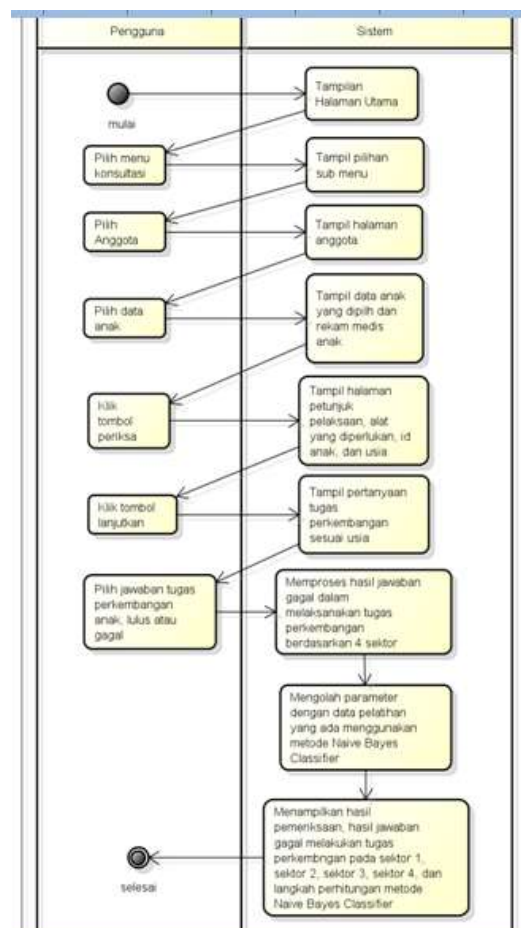 Pengguna
Sistem
Tampilan
Halaman Utama
mulai
Pilih menu
konsultasi
Tampil pilihan
sub menu
Pilih
Anggota
Tampil halaman
anggota
Pilih data
anak
Tampil data anak
yang dipilh dan
rekam medis
anak
Klik
tombol
periksa
Tampil halaman
petunjuk
pelaksaan, alat
yang diperlukan, id
anak, dan usia
Klik tombol
lanjutkan
Tampil pertanyaan
tugas
perkembangan
sesuai usia
Pilih jawaban tugas
perkembangan
anak, lulus atau
gagal
Memproses hasil jawaban
gagal dalam
melaksanakan tugas
perkembangan
berdasarkan 4 sektor
Mengolah parameter
dengan data pelatihan
yang ada menggunakan
metode Naive Bayes
Classifier
Menampilkan hasil
pemeriksaan, hasil jawaban
gagal melakukan tugas
perkembngan pada sektor 1,
sektor 2, sektor 3, sektor 4, dan
langkah perhitungan metode
Naive Bayes Classifier
selesai